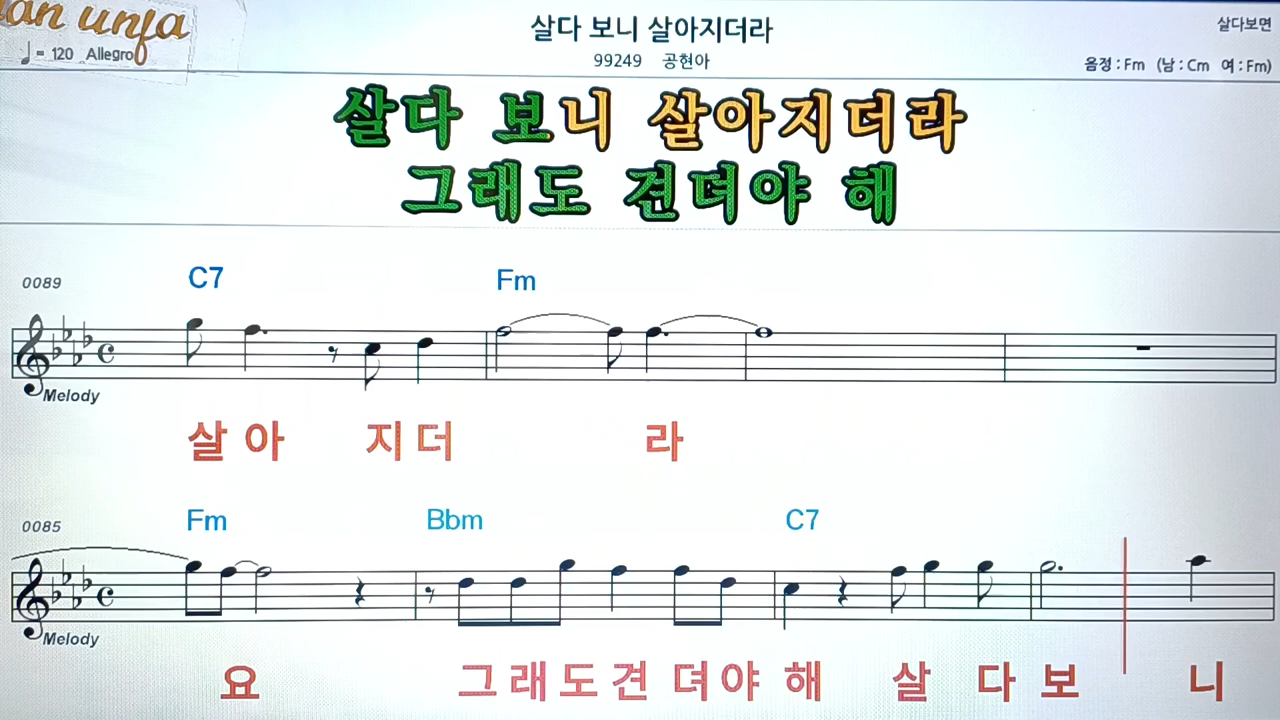 살다 보니 살아지더라
살다보면
♩= 120 Allegro
99249 공현아
음정 : Fm (남 : Cm 여 : Fm)
살다 보니 살아지더라
그래도 견뎌야 해
0089
C7 Fm
Melody
살 아 지 더 라
0085
Fm Bbm C7
Melody
요 그 래 도 견 뎌 야 해 살 다 보 니